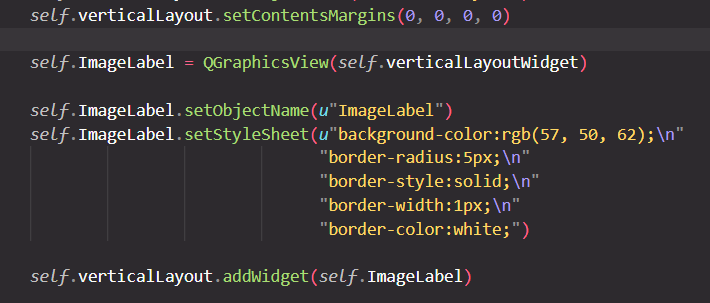 self.verticalLayout.setContentsMargins(0, 0, 0, 0)
self.ImageLabel = QGraphicsView(self.verticalLayoutWidget)
self.ImageLabel.setObjectName(u"ImageLabel")
self.ImageLabel.setStyleSheet(u"background-color:rgb(57, 50, 62);\n"
"border-radius:5px;\n"
"border-style:solid;\n"
"border-width:1px;\n"
"border-color:white;")
self.verticalLayout.addWidget(self.ImageLabel)